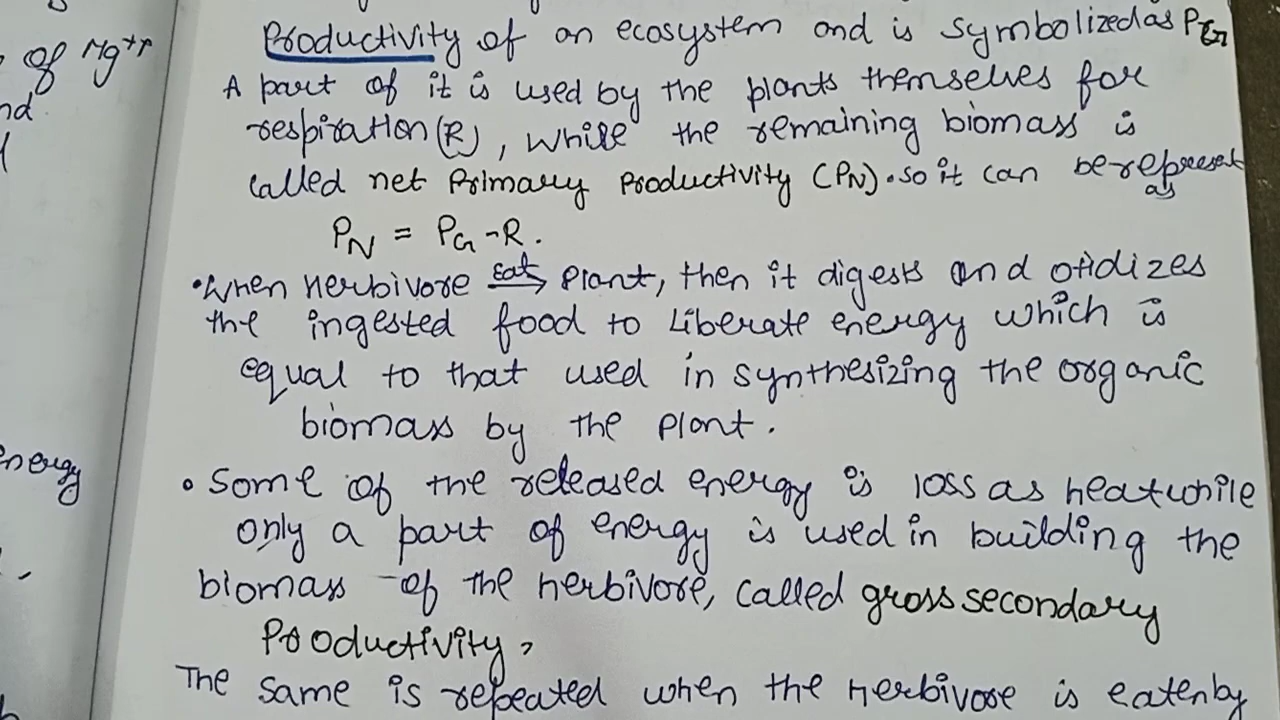 of Mg++
nd
Productivity of an ecosystem and is symbolized as PG
A part of it is used by the plants themselves for
respiration (R), while the remaining biomass is
called net Primary Productivity (PN). so it can be represent
as
PN = PG - R.
• When Herbivore eat → Plant, then it digests and otidizes
the ingested food to Liberate energy which is
equal to that used in synthesizing the organic
biomass by the plant.
energy
• Some of the released energy is loss as heat while
only a part of energy is used in building the
biomass of the herbivore, called gross secondary
Productivity,
The same is repeated when the Herbivore is eaten by